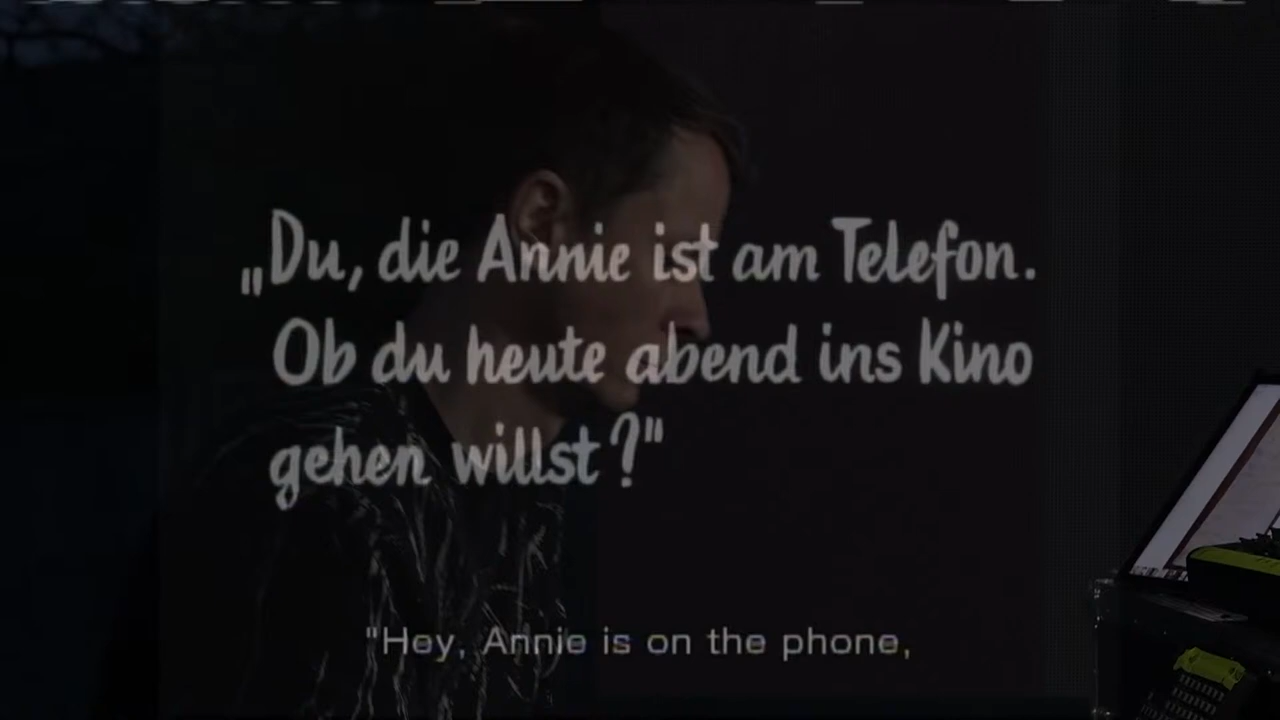 „Du, die Annie ist am Telefon.
Ob du heute abend ins Kino
gehen willst?"
"Hey, Annie is on the phone,